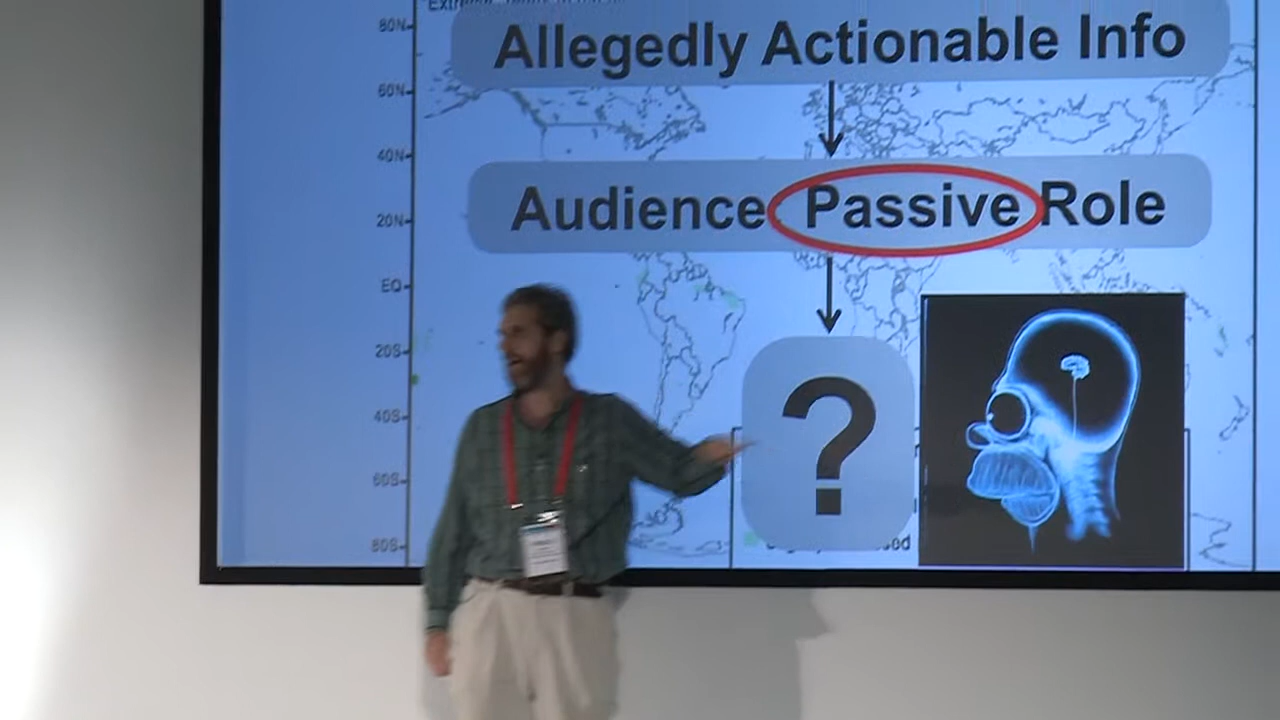 80N
Allegedly Actionable Info
60N
40N
Audience Passive Role
20N
EQ
20S
?
40S
60S
80S